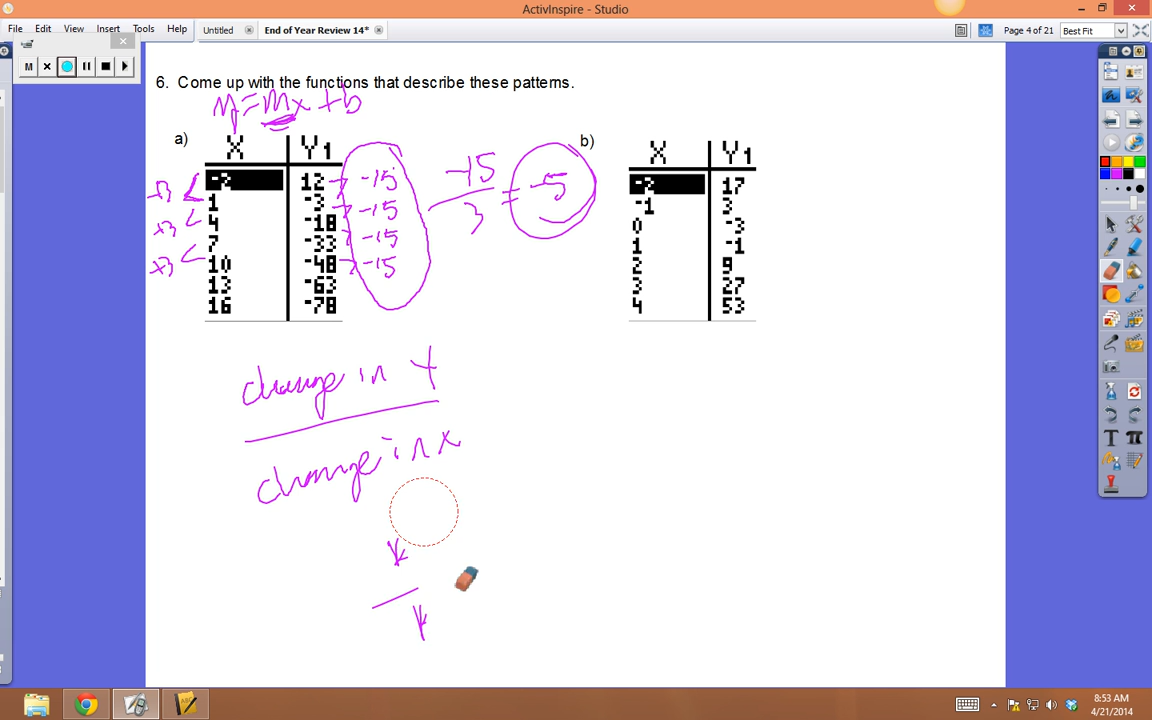 ActivInspire - Studio
File Edit View Insert Tools Help
Untitled
End of Year Review 14*
Page 4 of 21
Best Fit
M
6. Come up with the functions that describe these patterns.
y=mx+b
a)
X Y1
-2 12
1 -3
4 -18
7 -33
10 -48
13 -63
16 -78
+3
+3
+3
-15
-15
-15
-15
-15
3
= -5
b)
X Y1
-2 17
-1 3
0 -3
1 -1
2 9
3 27
4 53
change in Y
change in x
8:53 AM
4/21/2014